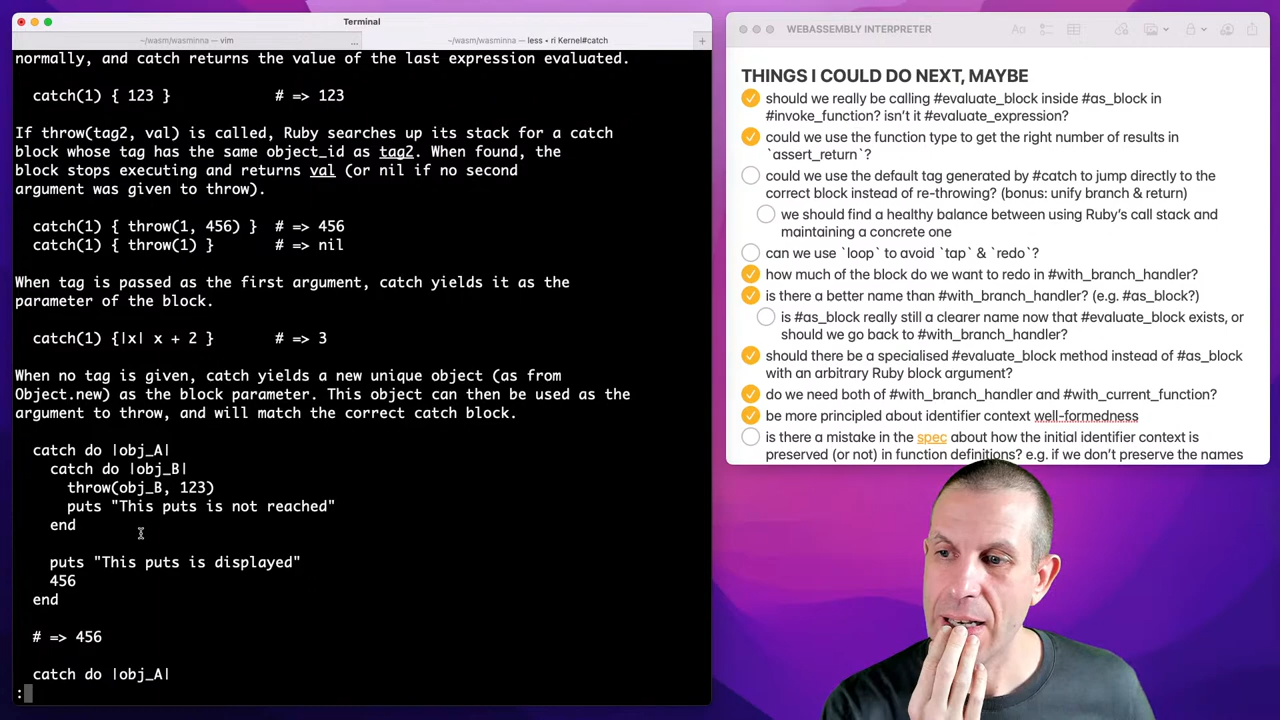 Terminal
~/wasm/wasminna — vim
...
~/wasm/wasminna — less • ri Kernel#catch
+
normally, and catch returns the value of the last expression evaluated.
catch(1) { 123 }            # => 123
If throw(tag2, val) is called, Ruby searches up its stack for a catch
block whose tag has the same object_id as tag2. When found, the
block stops executing and returns val (or nil if no second
argument was given to throw).
catch(1) { throw(1, 456) }  # => 456
catch(1) { throw(1) }       # => nil
When tag is passed as the first argument, catch yields it as the
parameter of the block.
catch(1) {|x| x + 2 }       # => 3
When no tag is given, catch yields a new unique object (as from
Object.new) as the block parameter. This object can then be used as the
argument to throw, and will match the correct catch block.
catch do |obj_A|
catch do |obj_B|
throw(obj_B, 123)
puts "This puts is not reached"
end
puts "This puts is displayed"
456
end
# => 456
catch do |obj_A|
:
WEBASSEMBLY INTERPRETER
Aa
THINGS I COULD DO NEXT, MAYBE
should we really be calling #evaluate_block inside #as_block in
#invoke_function? isn't it #evaluate_expression?
could we use the function type to get the right number of results in
`assert_return`?
could we use the default tag generated by #catch to jump directly to the
correct block instead of re-throwing? (bonus: unify branch & return)
we should find a healthy balance between using Ruby's call stack and
maintaining a concrete one
can we use `loop` to avoid `tap` & `redo`?
how much of the block do we want to redo in #with_branch_handler?
is there a better name than #with_branch_handler? (e.g. #as_block?)
is #as_block really still a clearer name now that #evaluate_block exists, or
should we go back to #with_branch_handler?
should there be a specialised #evaluate_block method instead of #as_block
with an arbitrary Ruby block argument?
do we need both of #with_branch_handler and #with_current_function?
be more principled about identifier context well-formedness
is there a mistake in the spec about how the initial identifier context is
preserved (or not) in function definitions? e.g. if we don't preserve the names